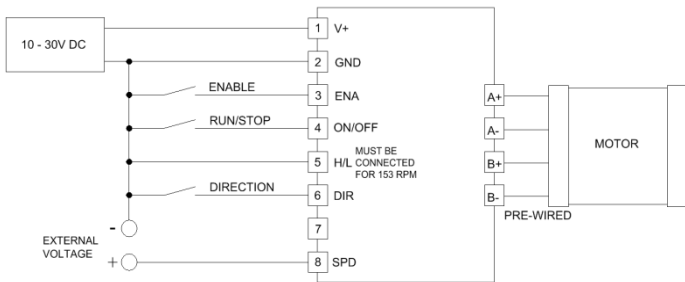 10 - 30V DC
1 V+
2 GND
ENABLE
3 ENA
RUN/STOP
4 ON/OFF
5 H/L MUST BE
CONNECTED
FOR 153 RPM
DIRECTION
6 DIR
7
- EXTERNAL
VOLTAGE
+ 8 SPD
A+
A-
B+
B-
PRE-WIRED
MOTOR